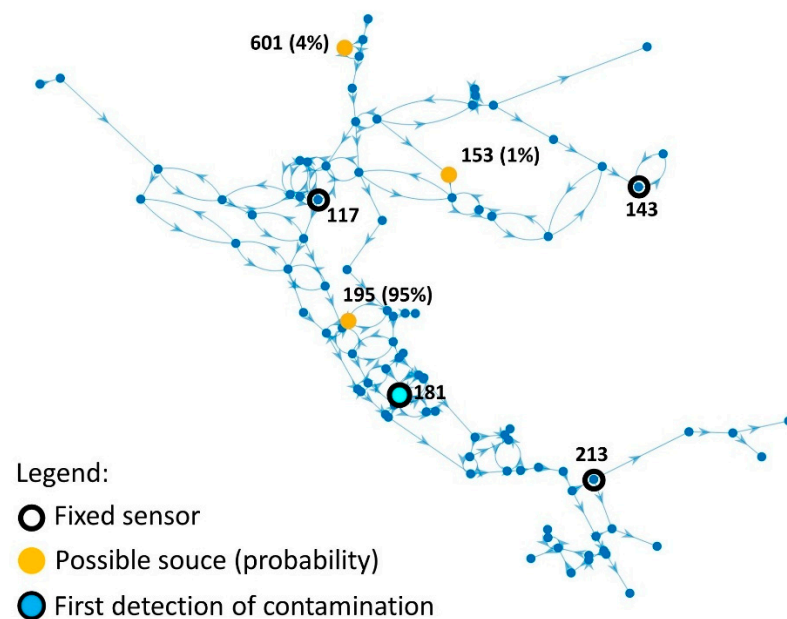 601 (4%)
153 (1%)
117
143
195 (95%)
181
213
Legend:
Fixed sensor
Possible souce (probability)
First detection of contamination